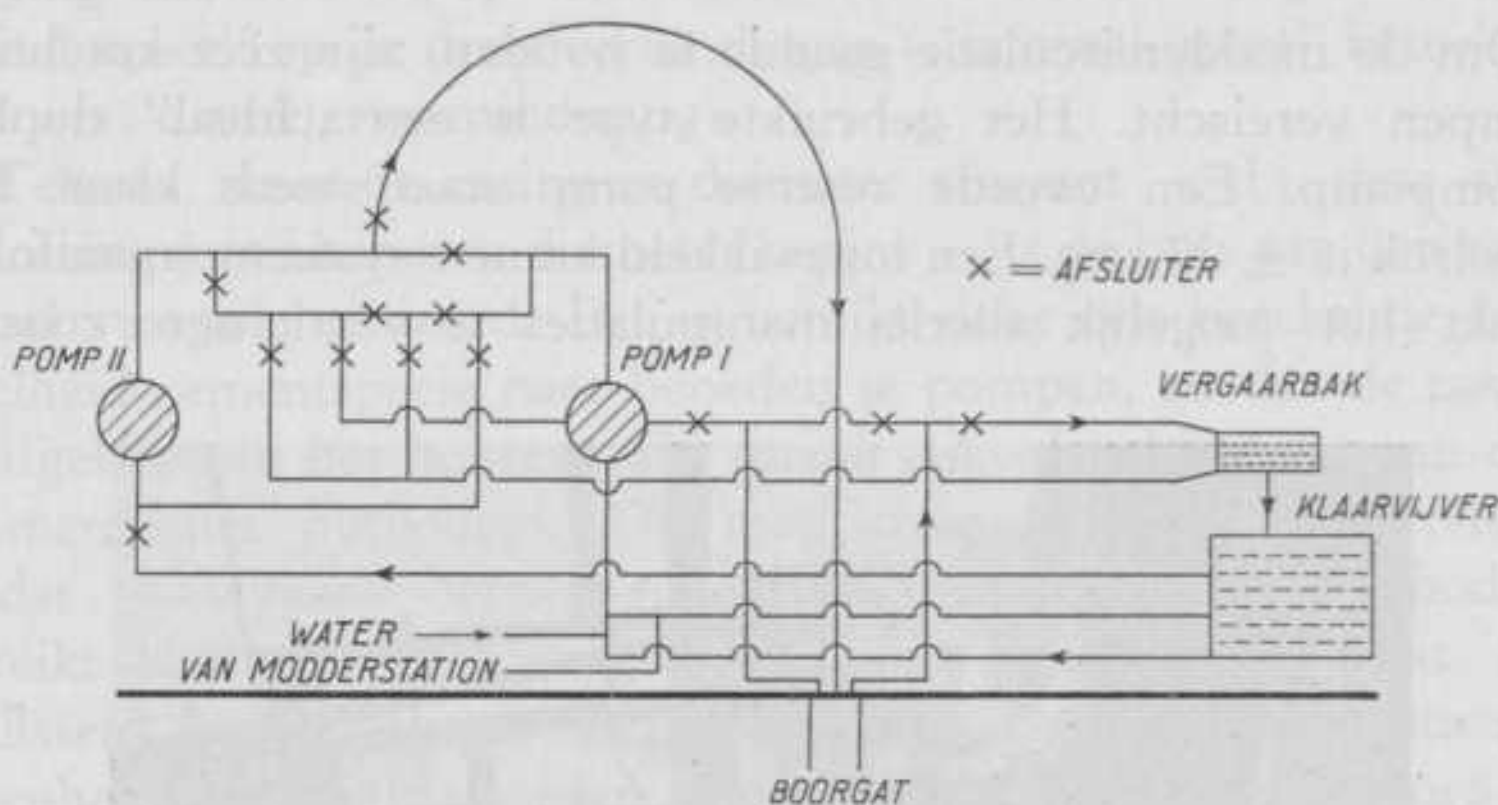 × = AFSLUITER
POMP II
POMP I
VERGAARBAK
KLAARVIJVER
WATER
VAN MODDERSTATION
BOORGAT